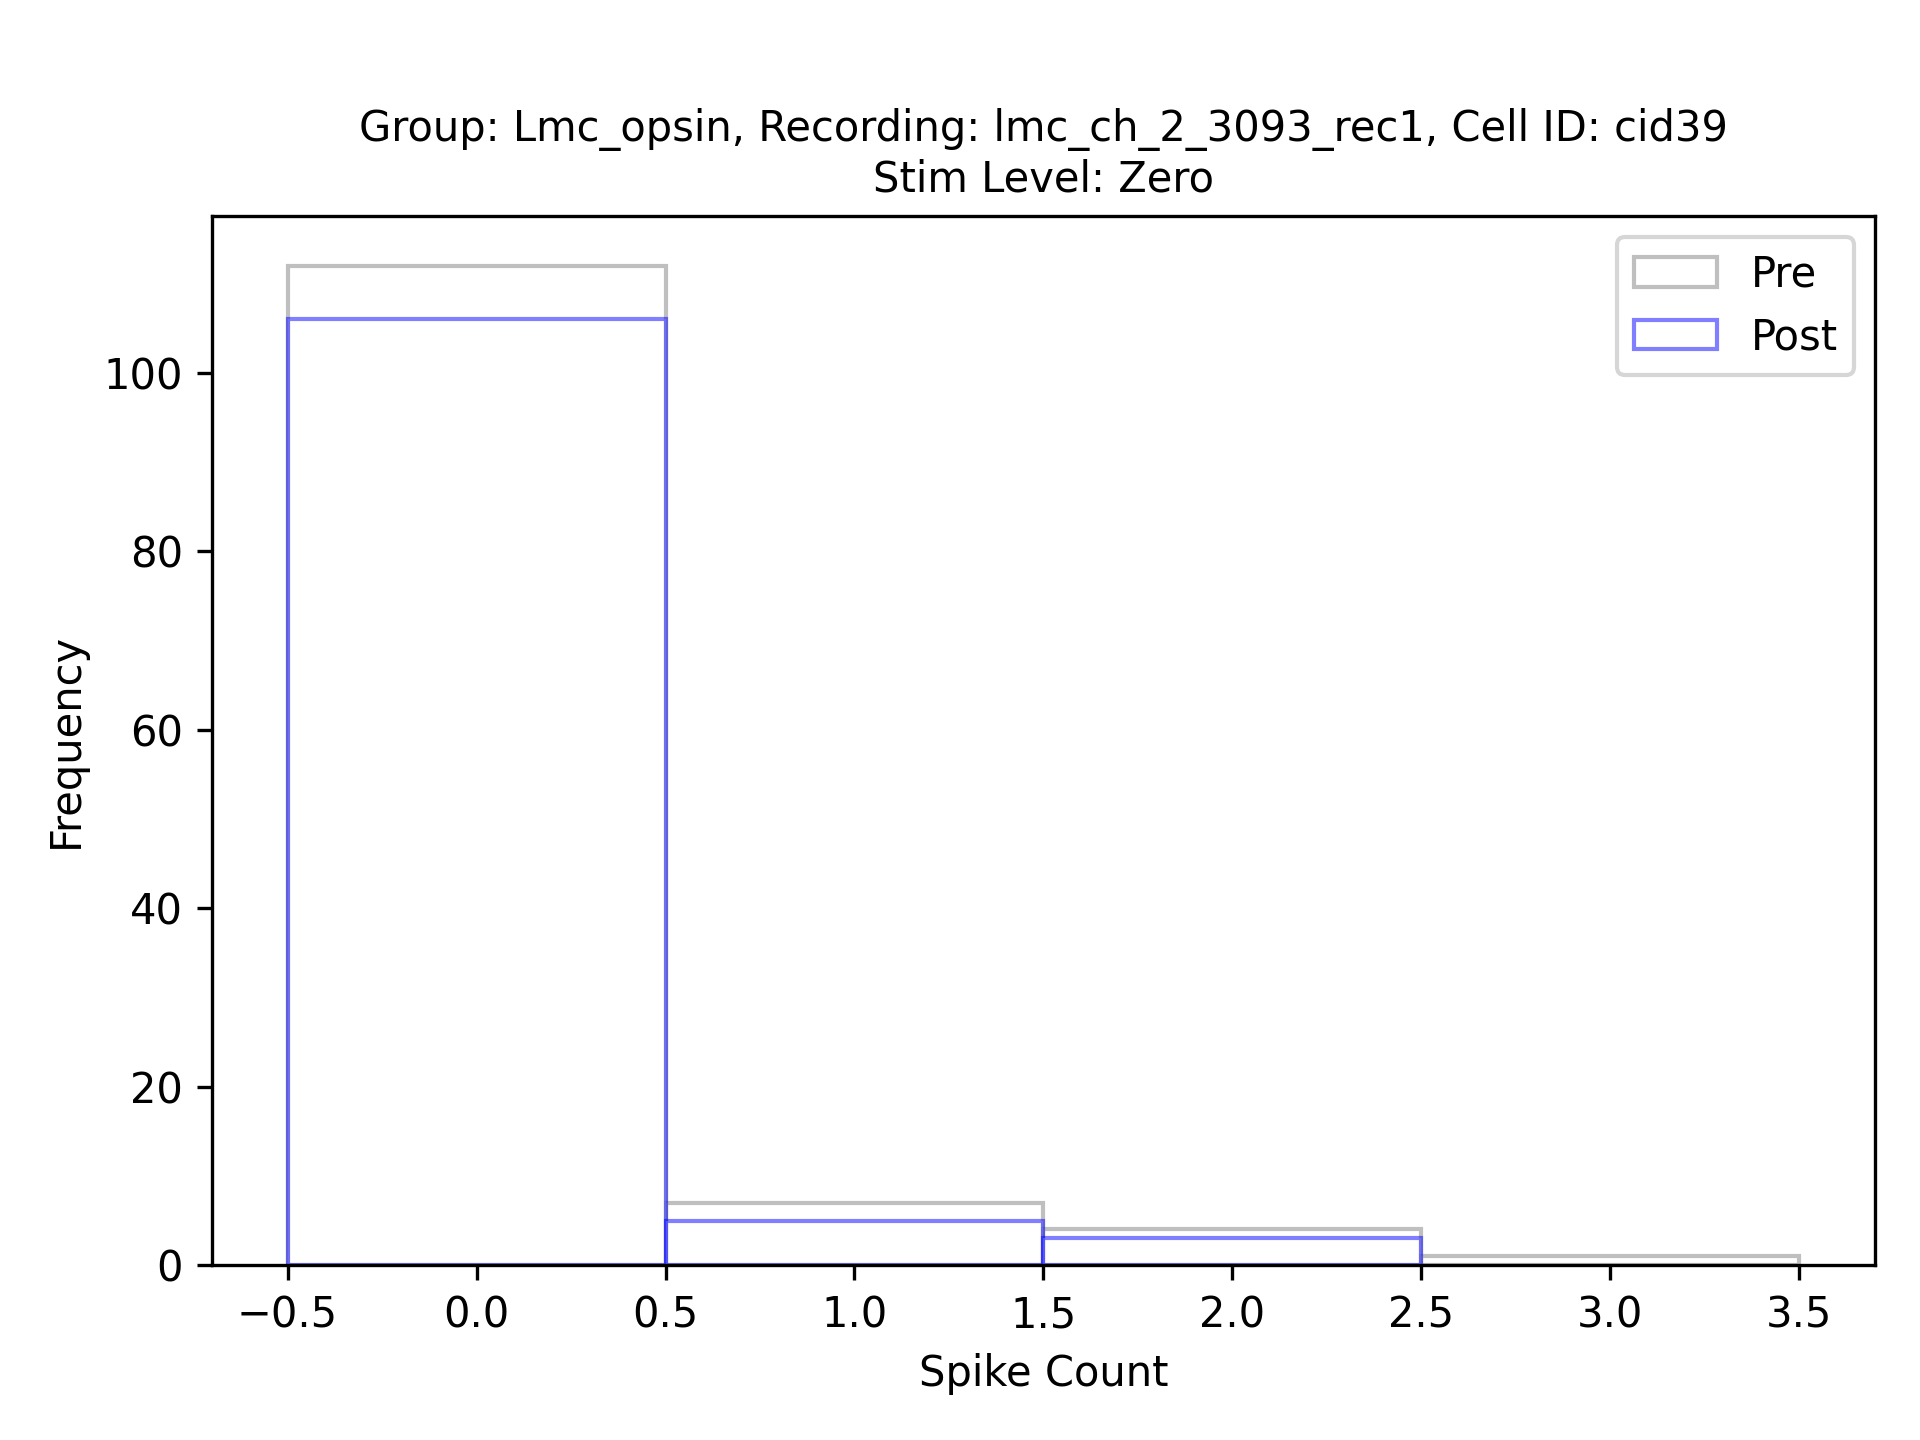 Group: Lmc_opsin, Recording: lmc_ch_2_3093_rec1, Cell ID: cid39
Stim Level: Zero
Pre
Post
100
80
60
40
20
0
Frequency
−0.5 0.0 0.5 1.0 1.5 2.0 2.5 3.0 3.5
Spike Count